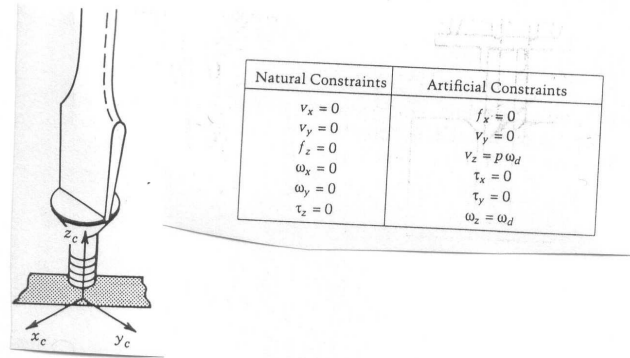 Natural Constraints Artificial Constraints
v_x = 0 f_x = 0
v_y = 0 v_y = 0
f_z = 0 v_z = p ω_d
ω_x = 0 τ_x = 0
ω_y = 0 τ_y = 0
τ_z = 0 ω_z = ω_d
z_c
x_c y_c